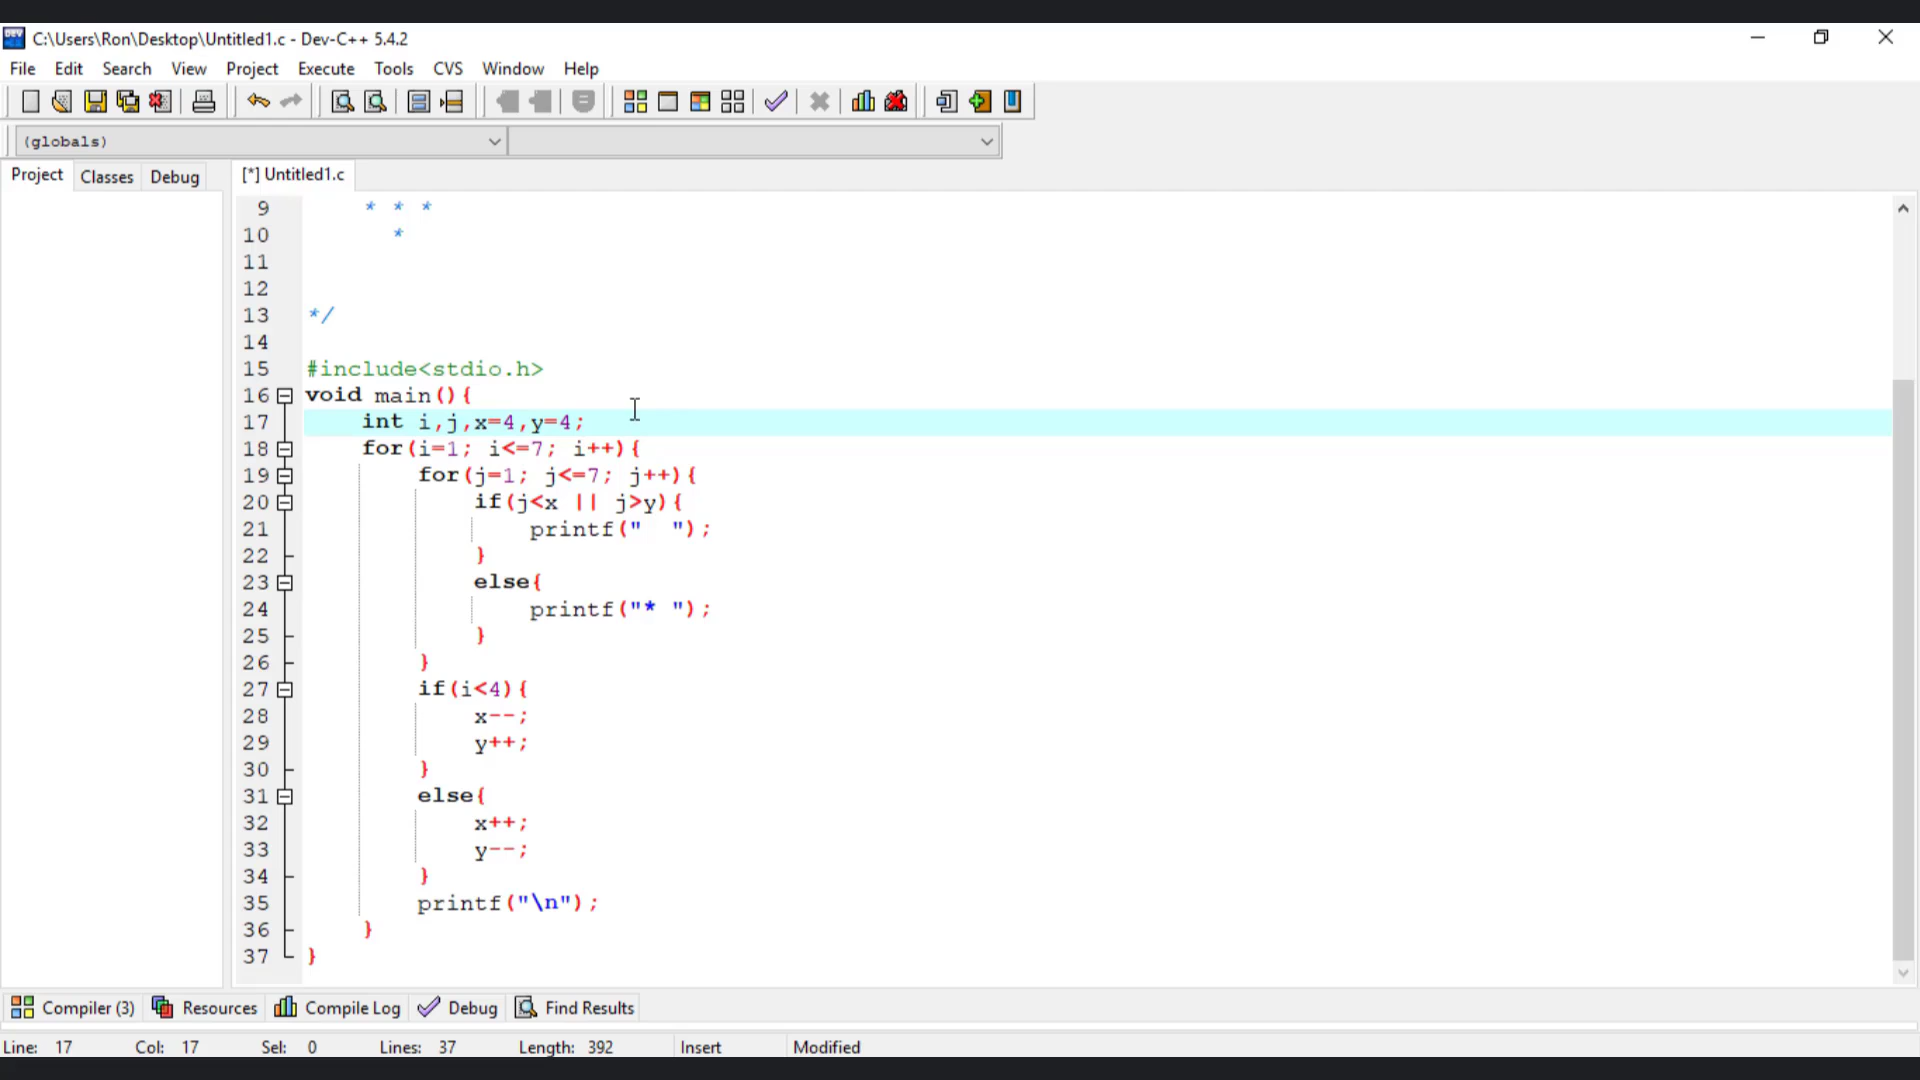 C:\Users\Ron\Desktop\Untitled1.c - Dev-C++ 5.4.2
File Edit Search View Project Execute Tools CVS Window Help
(globals)
Project Classes Debug [*] Untitled1.c
9     * * *
10       *
11
12
13 */
14
15 #include<stdio.h>
16 void main(){
17     int i,j,x=4,y=4;
18     for(i=1; i<=7; i++){
19         for(j=1; j<=7; j++){
20             if(j<x || j>y){
21                 printf("  ");
22             }
23             else{
24                 printf("* ");
25             }
26         }
27         if(i<4){
28             x--;
29             y++;
30         }
31         else{
32             x++;
33             y--;
34         }
35         printf("\n");
36     }
37 }
Compiler (3) Resources Compile Log Debug Find Results
Line: 17 Col: 17 Sel: 0 Lines: 37 Length: 392 Insert Modified